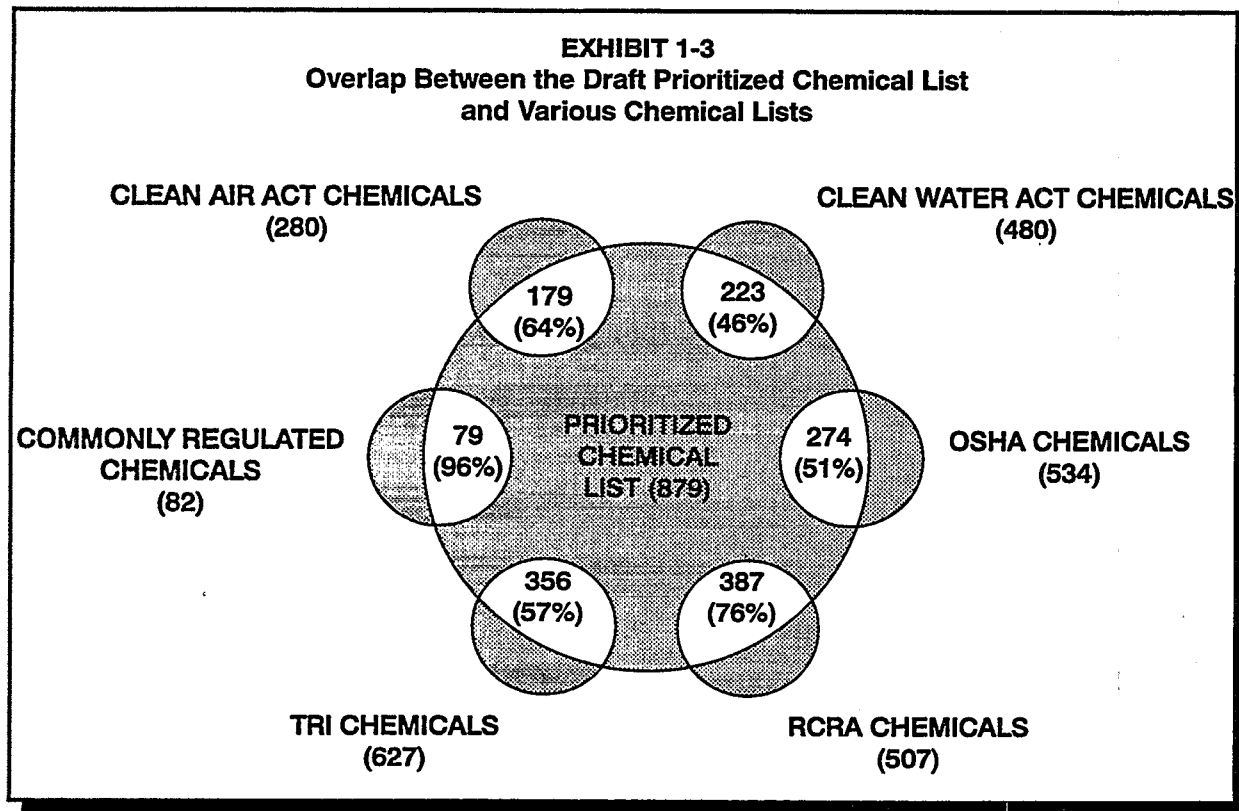 EXHIBIT 1-3
Overlap Between the Draft Prioritized Chemical List
and Various Chemical Lists
CLEAN AIR ACT CHEMICALS
(280)
CLEAN WATER ACT CHEMICALS
(480)
179
(64%)
223
(46%)
COMMONLY REGULATED
CHEMICALS
(82)
79
(96%)
PRIORITIZED
CHEMICAL
LIST (879)
274
(51%)
OSHA CHEMICALS
(534)
356
(57%)
387
(76%)
TRI CHEMICALS
(627)
RCRA CHEMICALS
(507)